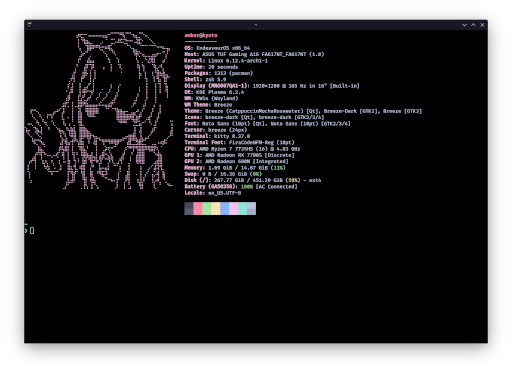 ~
amber@kyoto
OS: EndeavourOS x86_64
Host: ASUS TUF Gaming A16 FA617NT_FA617NT (1.0)
Kernel: Linux 6.12.4-arch1-1
Uptime: 20 seconds
Packages: 1313 (pacman)
Shell: zsh 5.9
Display (MNG007QA1-1): 1920×1200 @ 165 Hz in 16" [Built-in]
DE: KDE Plasma 6.2.4
WM: KWin (Wayland)
WM Theme: Breeze
Theme: Breeze (CatppuccinMochaRosewater) [Qt], Breeze-Dark [GTK2], Breeze [GTK3]
Icons: breeze-dark [Qt], breeze-dark [GTK2/3/4]
Font: Noto Sans (10pt) [Qt], Noto Sans (10pt) [GTK2/3/4]
Cursor: breeze (24px)
Terminal: kitty 0.37.0
Terminal Font: FiraCodeNFM-Reg (10pt)
CPU: AMD Ryzen 7 7735HS (16) @ 4.83 GHz
GPU 1: AMD Radeon RX 7700S [Discrete]
GPU 2: AMD Radeon 680M [Integrated]
Memory: 1.69 GiB / 14.87 GiB (11%)
Swap: 0 B / 16.36 GiB (0%)
Disk (/): 267.77 GiB / 451.29 GiB (59%) - ext4
Battery (GA50358): 100% [AC Connected]
Locale: en_US.UTF-8